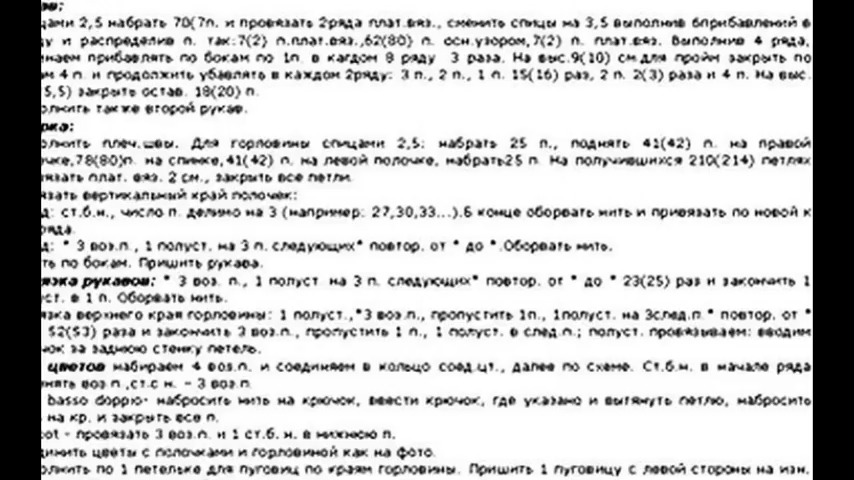 ав:
цами 2,5 набрать 70(7п. и провязать 2ряда плат.вяз., сменить спицы на 3,5 выполнив 6прибавлений в
ду и распределив п. так:7(2) п.плат.вяз.,62(80) п. осн.узором,7(2) п. плат.вяз. Выполнив 4 ряда,
наем прибавлять по бокам по 1п. в кагдом 8 ряду 3 раза. На выс.9(10) см.для пройм закрыть по
ам 4 п. и продолжить убавлять в каждом 2ряду: 3 п., 2 п., 1 п. 15(16) раз, 2 п. 2(3) раза и 4 п. На выс.
5,5) закрыть остав. 18(20) п.
олнить также второй рукав.
рка:
олнить плеч.швы. Для горловины спицами 2,5: набрать 25 п., поднять 41(42) п. на правой
очке,78(80)п. на спинке,41(42) п. на левой полочке, набрать25 п. На получившихся 210(214) петлях
вязать плат. вяз. 2 см., закрыть все петли.
язать вертикальный край полочек:
д: ст.б.н., число п. делимо на 3 (например: 27,30,33...).В конце оборвать нить и привязать по новой к
ряда.
д: * 3 воз.п., 1 полуст. на 3 п. следующих* повтор. от * до *.Оборвать нить.
ть по бокам. Пришить рукава.
язка рукавов: * 3 воз. п., 1 полуст. на 3 п. следующих* повтор. от * до * 23(25) раз и закончить 1
уст. в 1 п. Оборвать нить.
язка верхнего края горловины: 1 полуст.,*3 воз.п., пропустить 1п., 1полуст. на 3след.п.* повтор. от *
52(53) раза и закончить 3 воз.п., пропустить 1 п., 1 полуст. в след.п.; полуст. провязываем: вводим
чок за заднюю стенку петель.
цветов набираем 4 воз.п. и соединяем в кольцо соед.ст., далее по схеме. Ст.б.н. в начале ряда
нять воз.п.,ст.с н. - 3 воз.п.
basso doppio- набросить нить на крючок, ввести крючок, где указано и вытянуть петлю, набросить
на кр. и закрыть все п.
cot - провязать 3 воз.п. и 1 ст.б. н. в нижнюю п.
динить цветы с полочками и горловиной как на фото.
олнить по 1 петельке для пуговиц по краям горловины. Пришить 1 пуговицу с левой стороны на изн.